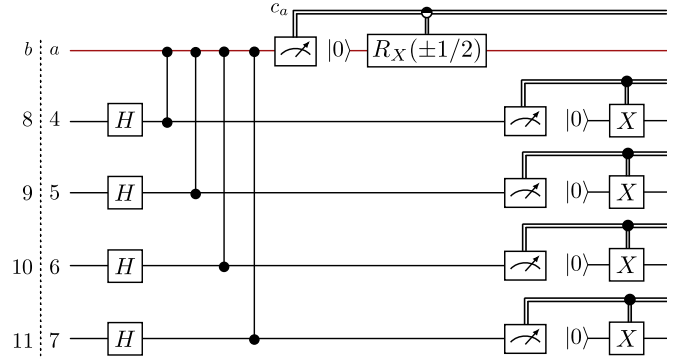 c_a
b a |0⟩ R_X(±1/2)
8 4 H |0⟩ X
9 5 H |0⟩ X
10 6 H |0⟩ X
11 7 H |0⟩ X